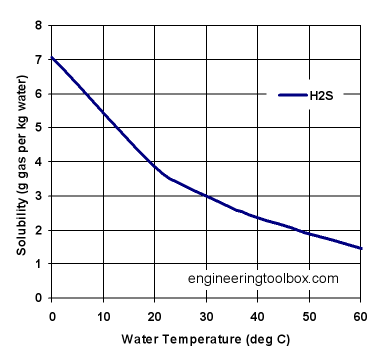 8
7
6
5
4
3
2
1
0
Solubility (g gas per kg water)
H2S
engineeringtoolbox.com
0 10 20 30 40 50 60
Water Temperature (deg C)